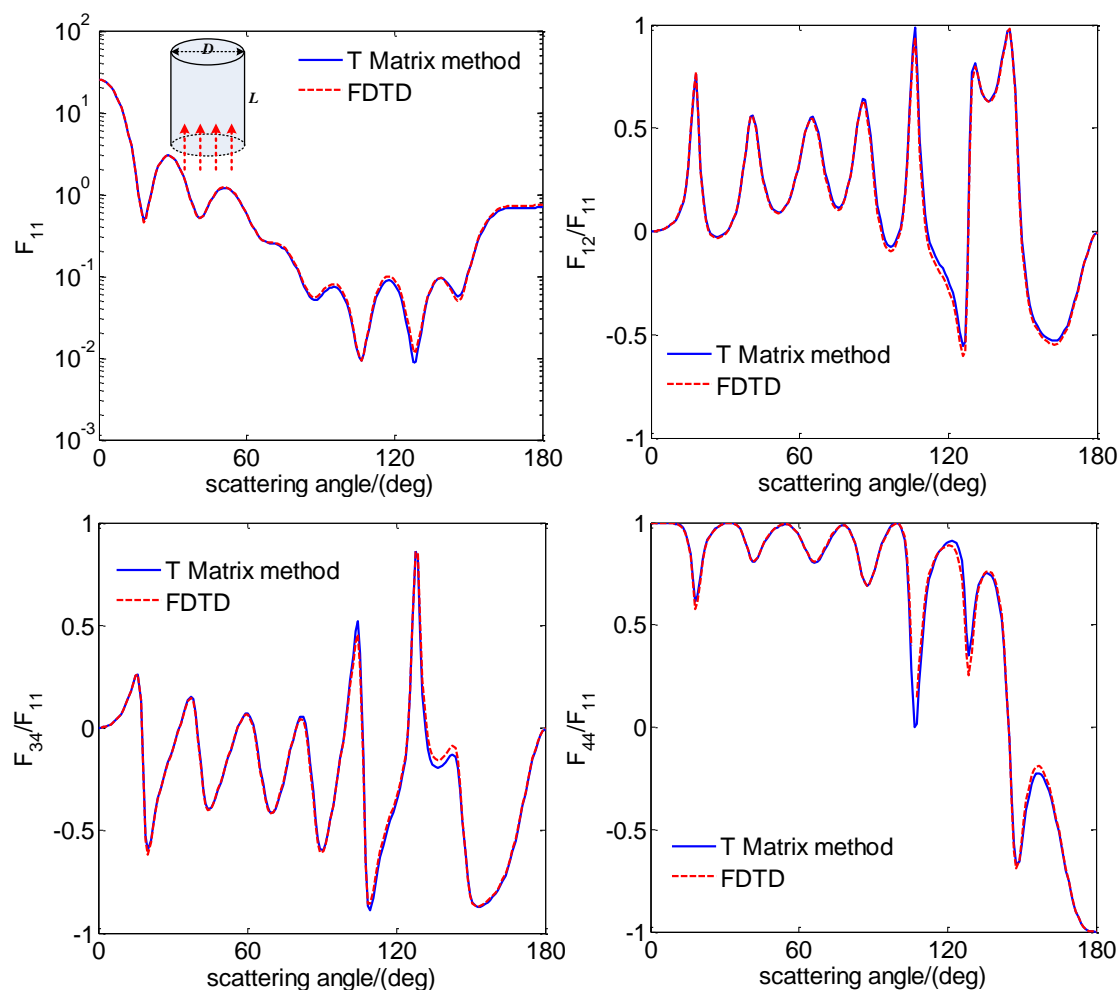 10^2
10^1
10^0
10^-1
10^-2
10^-3
F_11
D
L
T Matrix method
FDTD
0 60 120 180
scattering angle/(deg)
1
0.5
0
-0.5
-1
F_12/F_11
T Matrix method
FDTD
0 60 120 180
scattering angle/(deg)
1
0.5
0
-0.5
-1
F_34/F_11
T Matrix method
FDTD
0 60 120 180
scattering angle/(deg)
1
0.5
0
-0.5
-1
F_44/F_11
T Matrix method
FDTD
0 60 120 180
scattering angle/(deg)